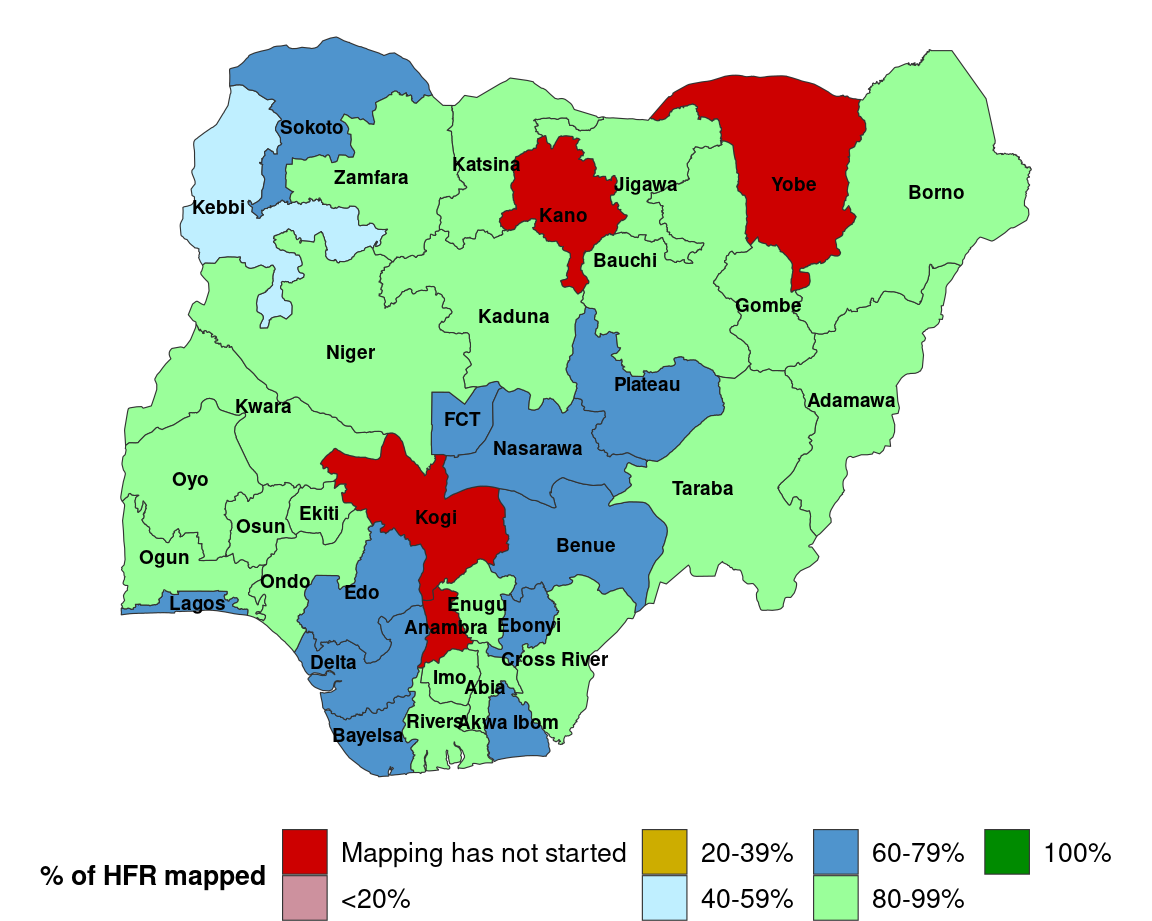 Sokoto
Zamfara
Katsina
Jigawa
Yobe
Borno
Kebbi
Kano
Bauchi
Gombe
Kaduna
Niger
Plateau
Adamawa
Kwara
FCT
Nasarawa
Oyo
Taraba
Osun
Ekiti
Kogi
Benue
Ogun
Ondo
Edo
Lagos
Enugu
Anambra
Ebonyi
Delta
Cross River
Imo
Abia
Rivers
Akwa Ibom
Bayelsa
% of HFR mapped
Mapping has not started
<20%
20-39%
40-59%
60-79%
80-99%
100%